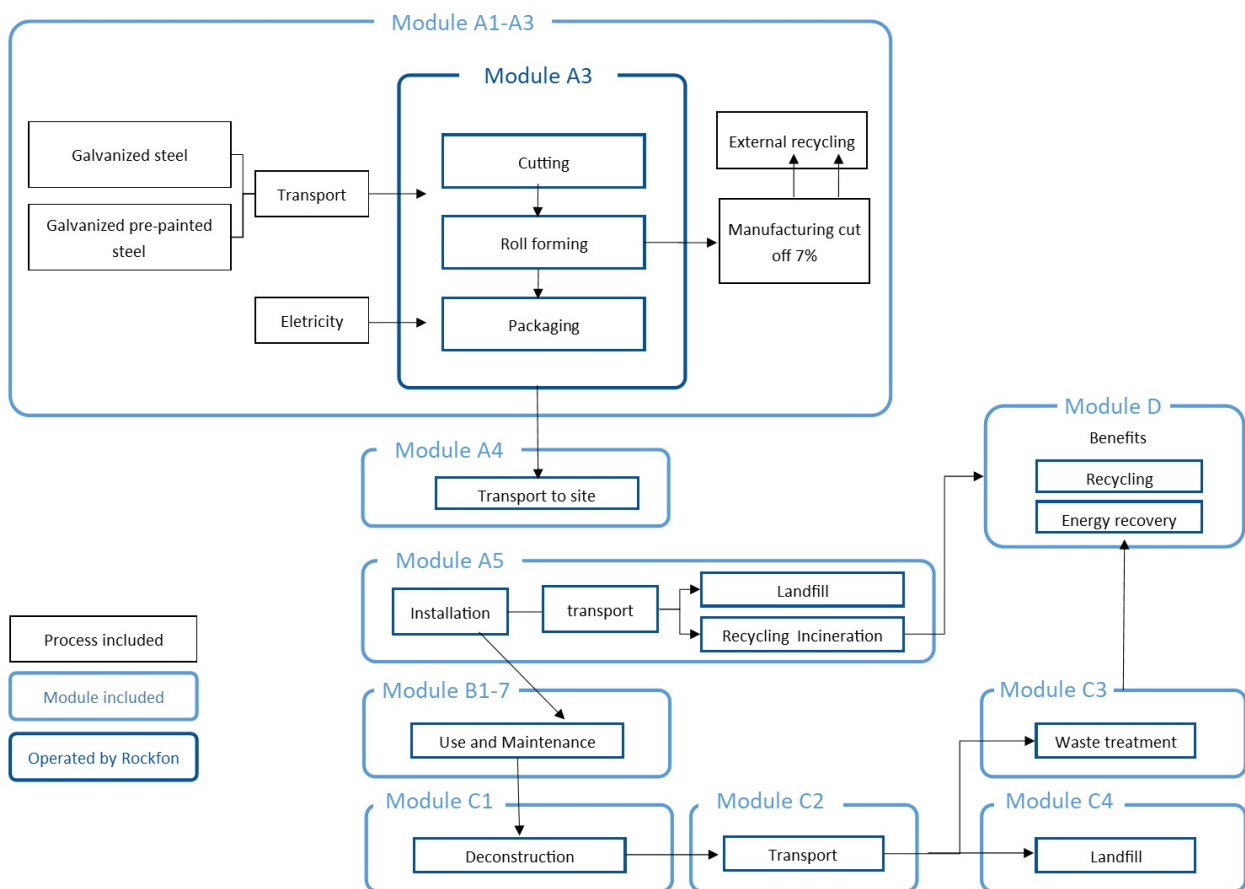 Module A1-A3
Module A3
Galvanized steel
Galvanized pre-painted
steel
Transport
Eletricity
Cutting
Roll forming
Packaging
External recycling
Manufacturing cut
off 7%
Module A4
Transport to site
Module D
Benefits
Recycling
Energy recovery
Module A5
Installation
transport
Landfill
Recycling Incineration
Process included
Module included
Operated by Rockfon
Module B1-7
Use and Maintenance
Module C3
Waste treatment
Module C1
Deconstruction
Module C2
Transport
Module C4
Landfill